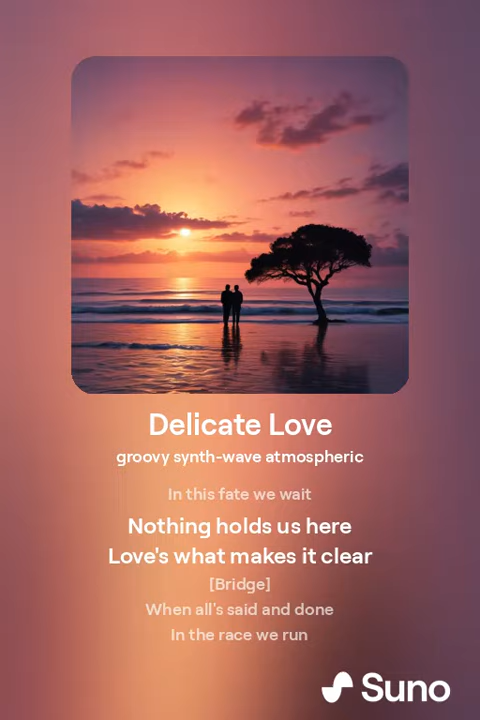 Delicate Love
groovy synth-wave atmospheric
In this fate we wait
Nothing holds us here
Love's what makes it clear
[Bridge]
When all's said and done
In the race we run
Suno